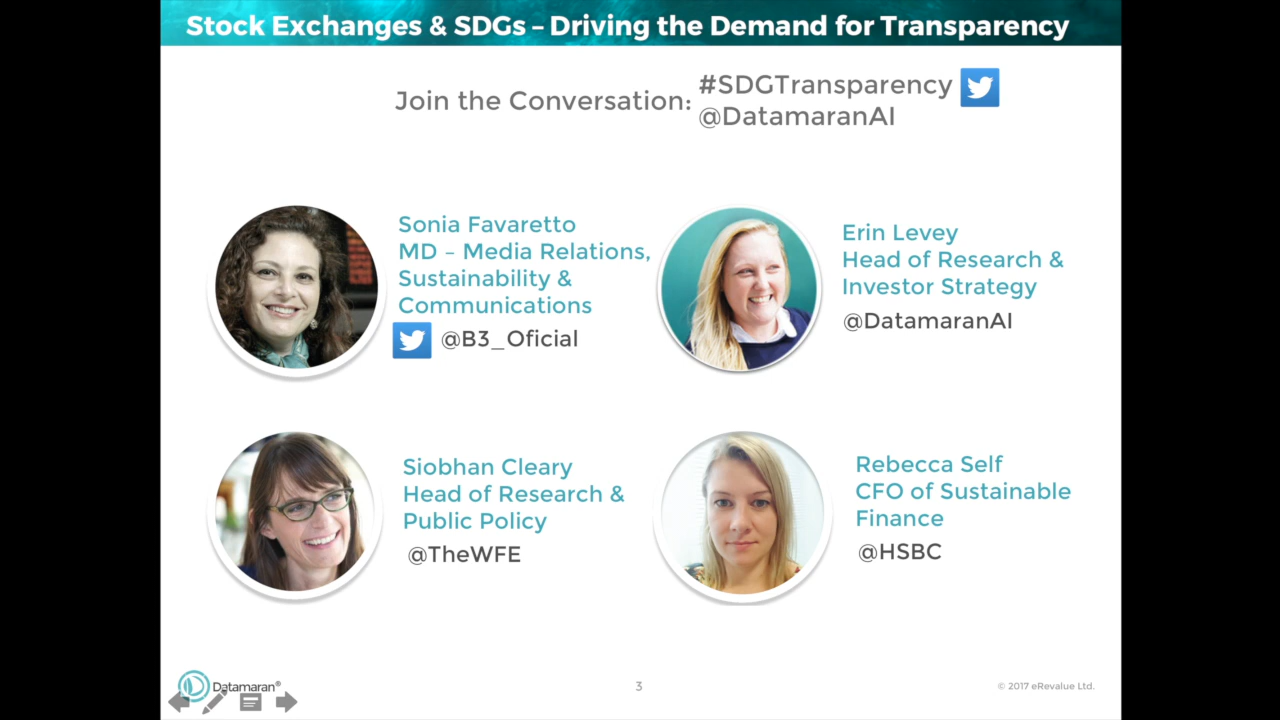 Stock Exchanges & SDGs – Driving the Demand for Transparency
Join the Conversation:
#SDGTransparency
@DatamaranAI
Sonia Favaretto
MD – Media Relations,
Sustainability &
Communications
@B3_Oficial
Erin Levey
Head of Research &
Investor Strategy
@DatamaranAI
Siobhan Cleary
Head of Research &
Public Policy
@TheWFE
Rebecca Self
CFO of Sustainable
Finance
@HSBC
Datamaran®
3
© 2017 eRevalue Ltd.